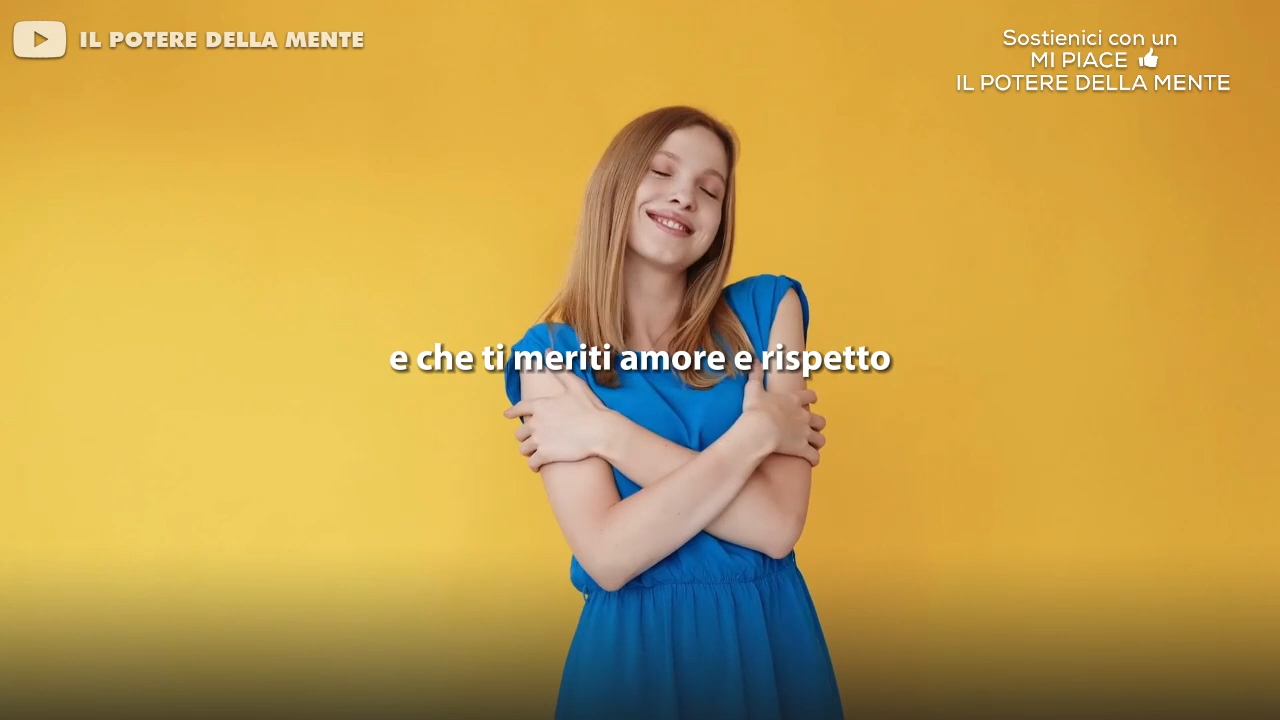 IL POTERE DELLA MENTE
Sostienici con un
MI PIACE 👍
IL POTERE DELLA MENTE
e che ti meriti amore e rispetto